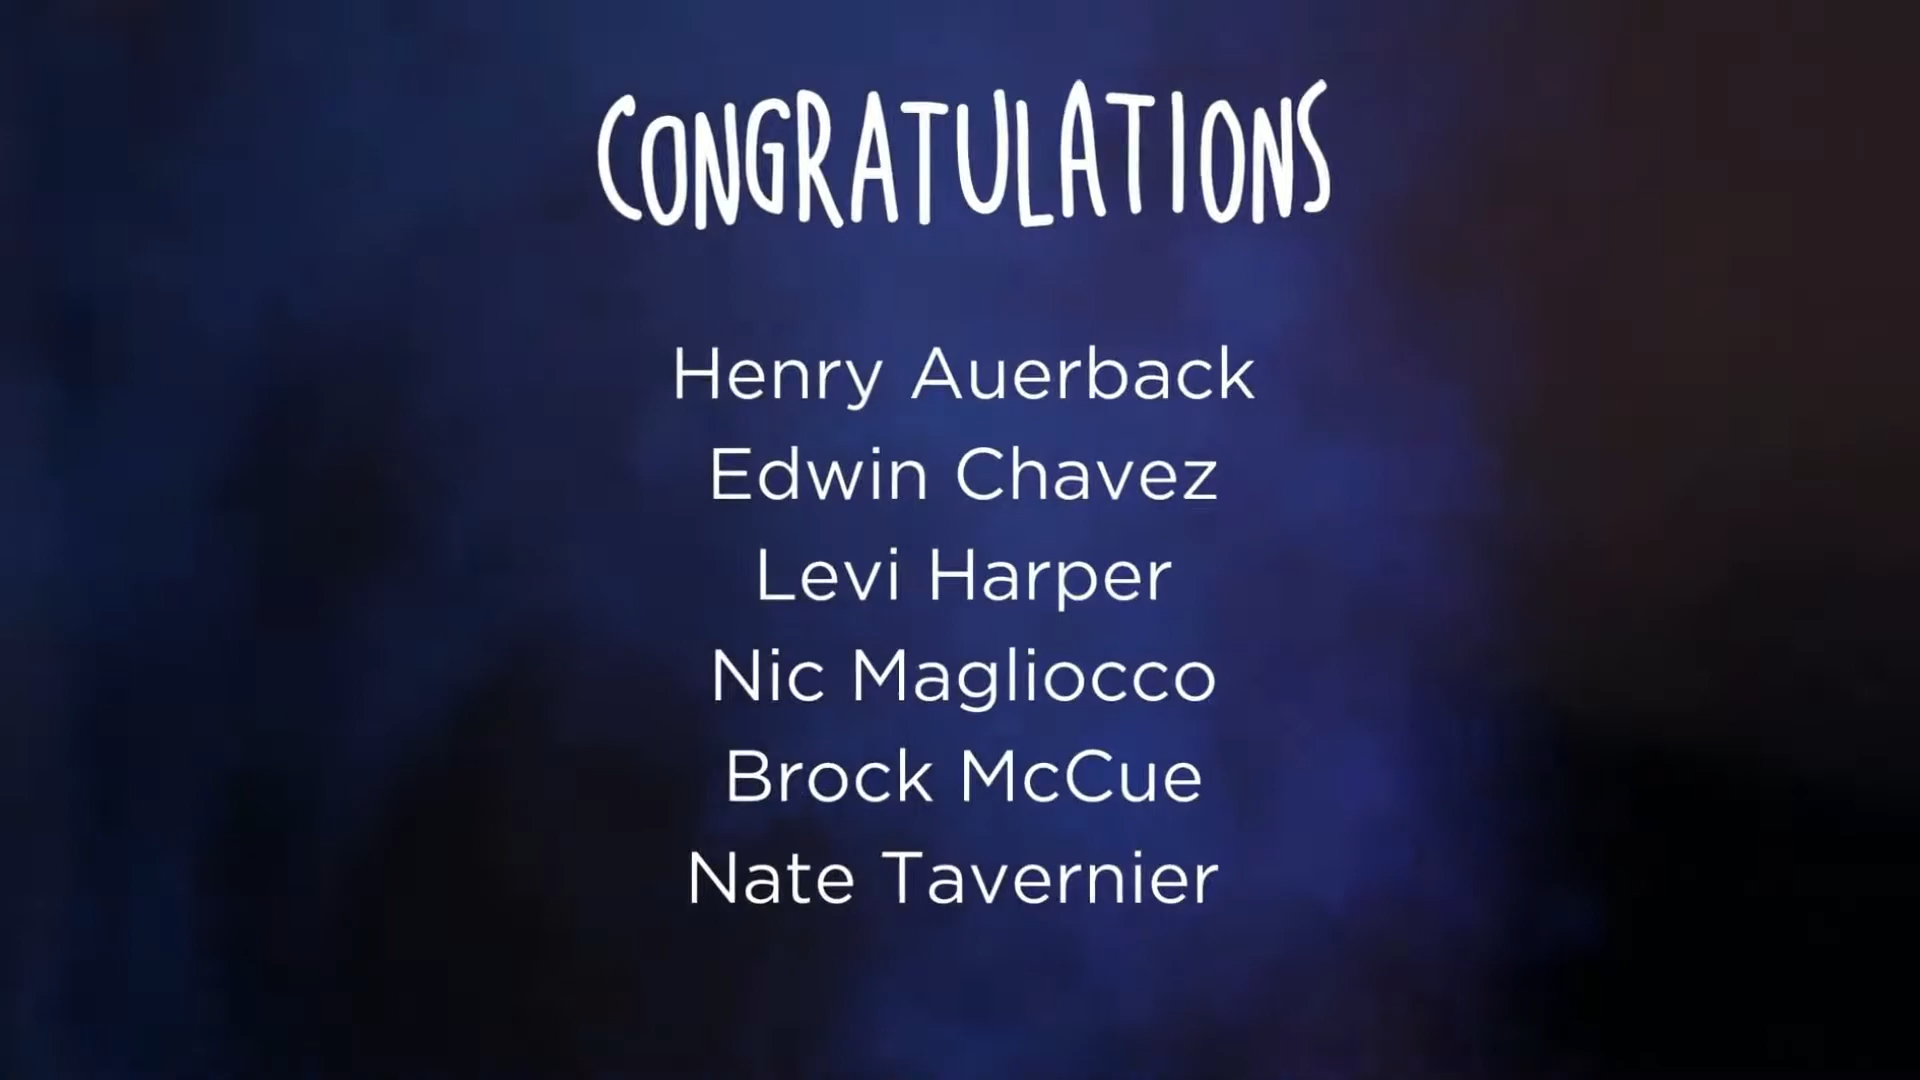 CONGRATULATIONS
Henry Auerback
Edwin Chavez
Levi Harper
Nic Magliocco
Brock McCue
Nate Tavernier